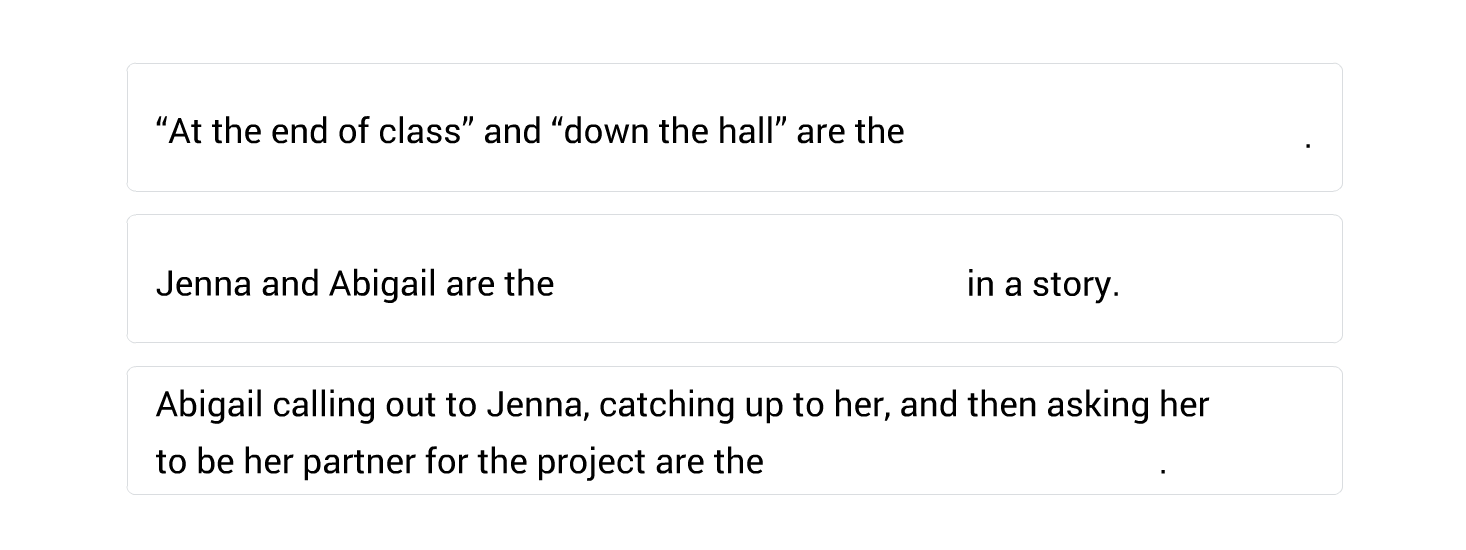 “At the end of class” and “down the hall” are the .
Jenna and Abigail are the in a story.
Abigail calling out to Jenna, catching up to her, and then asking her
to be her partner for the project are the .